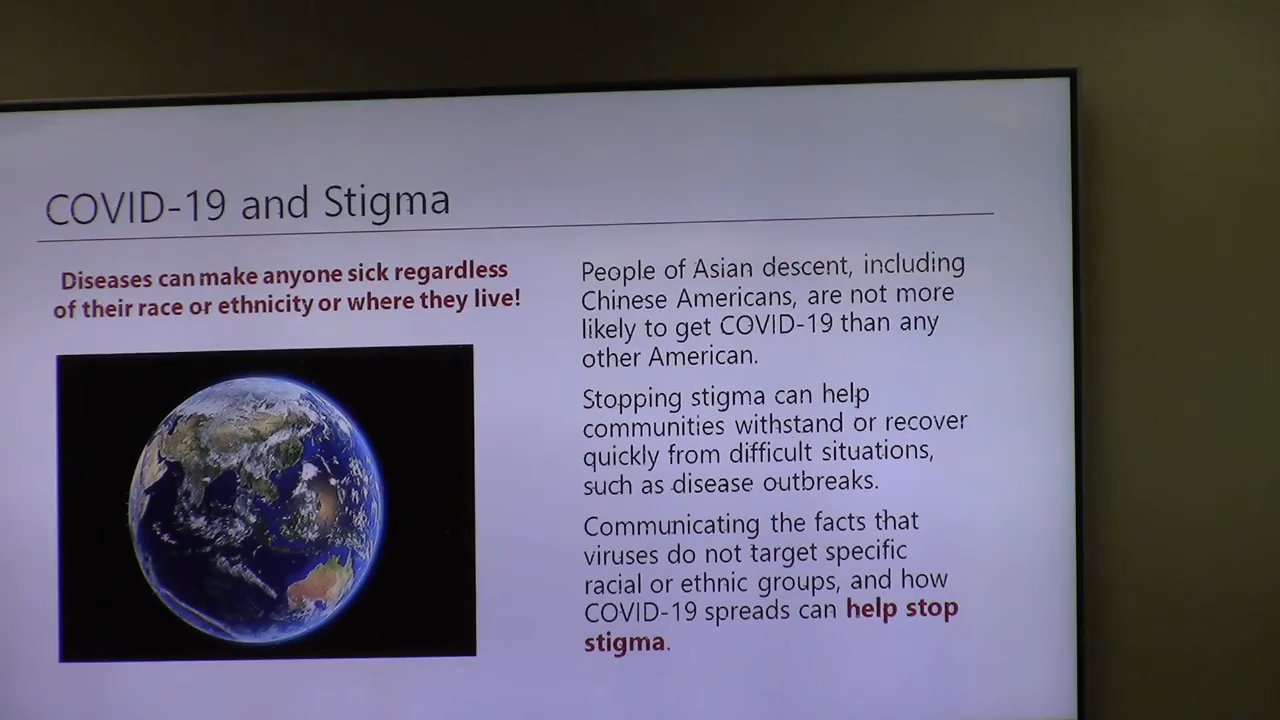 COVID-19 and Stigma
Diseases can make anyone sick regardless
of their race or ethnicity or where they live!
People of Asian descent, including
Chinese Americans, are not more
likely to get COVID-19 than any
other American.
Stopping stigma can help
communities withstand or recover
quickly from difficult situations,
such as disease outbreaks.
Communicating the facts that
viruses do not target specific
racial or ethnic groups, and how
COVID-19 spreads can help stop
stigma.